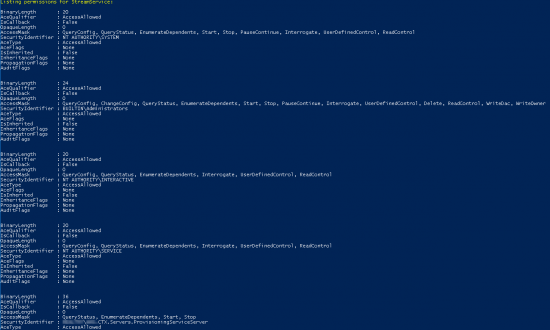 Listing permissions for StreamService:
BinaryLength : 20
AceQualifier : AccessAllowed
IsCallback : False
OpaqueLength : 0
AccessMask : QueryConfig, QueryStatus, EnumerateDependents, Start, Stop, PauseContinue, Interrogate, UserDefinedControl, ReadControl
SecurityIdentifier : NT AUTHORITY\SYSTEM
AceType : AccessAllowed
AceFlags : None
IsInherited : False
InheritanceFlags : None
PropagationFlags : None
AuditFlags : None
BinaryLength : 24
AceQualifier : AccessAllowed
IsCallback : False
OpaqueLength : 0
AccessMask : QueryConfig, ChangeConfig, QueryStatus, EnumerateDependents, Start, Stop, PauseContinue, Interrogate, UserDefinedControl, Delete, ReadControl, WriteDac, WriteOwner
SecurityIdentifier : BUILTIN\Administrators
AceType : AccessAllowed
AceFlags : None
IsInherited : False
InheritanceFlags : None
PropagationFlags : None
AuditFlags : None
BinaryLength : 20
AceQualifier : AccessAllowed
IsCallback : False
OpaqueLength : 0
AccessMask : QueryConfig, QueryStatus, EnumerateDependents, Interrogate, UserDefinedControl, ReadControl
SecurityIdentifier : NT AUTHORITY\INTERACTIVE
AceType : AccessAllowed
AceFlags : None
IsInherited : False
InheritanceFlags : None
PropagationFlags : None
AuditFlags : None
BinaryLength : 20
AceQualifier : AccessAllowed
IsCallback : False
OpaqueLength : 0
AccessMask : QueryConfig, QueryStatus, EnumerateDependents, Interrogate, UserDefinedControl, ReadControl
SecurityIdentifier : NT AUTHORITY\SERVICE
AceType : AccessAllowed
AceFlags : None
IsInherited : False
InheritanceFlags : None
PropagationFlags : None
AuditFlags : None
BinaryLength : 36
AceQualifier : AccessAllowed
IsCallback : False
OpaqueLength : 0
AccessMask : QueryStatus, EnumerateDependents, Start, Stop
SecurityIdentifier : CTX.Servers.ProvisioningServiceServer
AceType : AccessAllowed